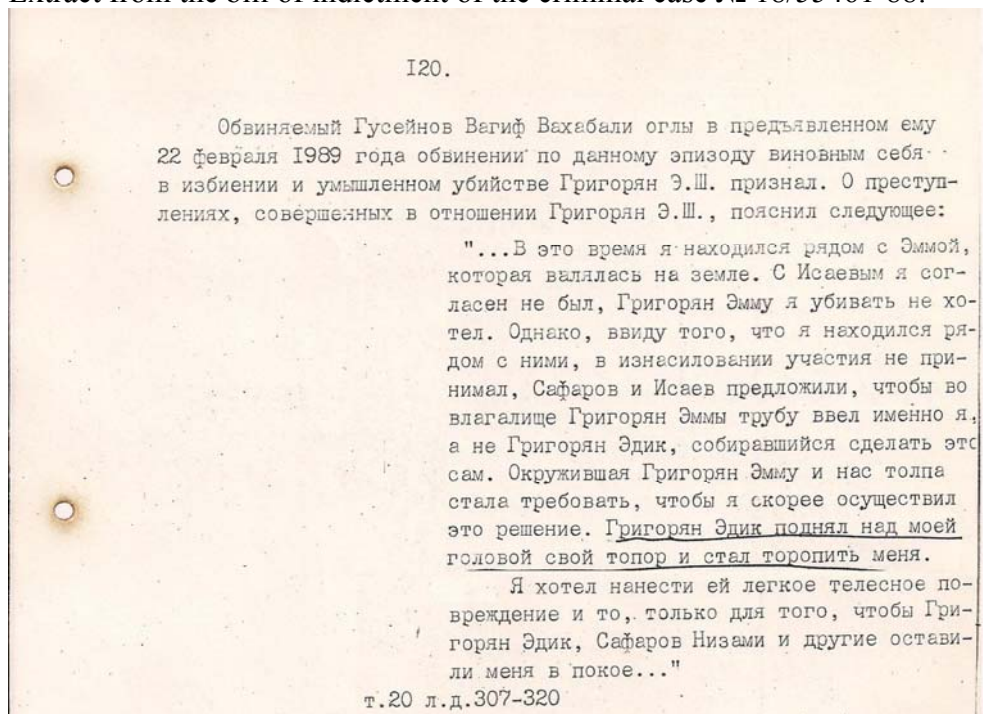 Extract from the bill of indictment of the criminal case № 18/55461-88.
I20.
Обвиняемый Гусейнов Вагиф Вахабали оглы в предъявленном ему
22 февраля I989 года обвинении по данному эпизоду виновным себя
в избиении и умышленном убийстве Григорян Э.Ш. признал. О преступ-
лениях, совершенных в отношении Григорян Э.Ш., пояснил следующее:
"...В это время я находился рядом с Эммой,
которая валялась на земле. С Исаевым я сог-
ласен не был, Григорян Эмму я убивать не хо-
тел. Однако, ввиду того, что я находился ря-
дом с ними, в изнасиловании участия не при-
нимал, Сафаров и Исаев предложили, чтобы во
влагалище Григорян Эммы трубу ввел именно я,
а не Григорян Эдик, собиравшийся сделать это
сам. Окружившая Григорян Эмму и нас толпа
стала требовать, чтобы я скорее осуществил
это решение. Григорян Эдик поднял над моей
головой свой топор и стал торопить меня.
Я хотел нанести ей легкое телесное по-
вреждение и то, только для того, чтобы Гри-
горян Эдик, Сафаров Низами и другие остави-
ли меня в покое..."
т.20 л.д.307-320